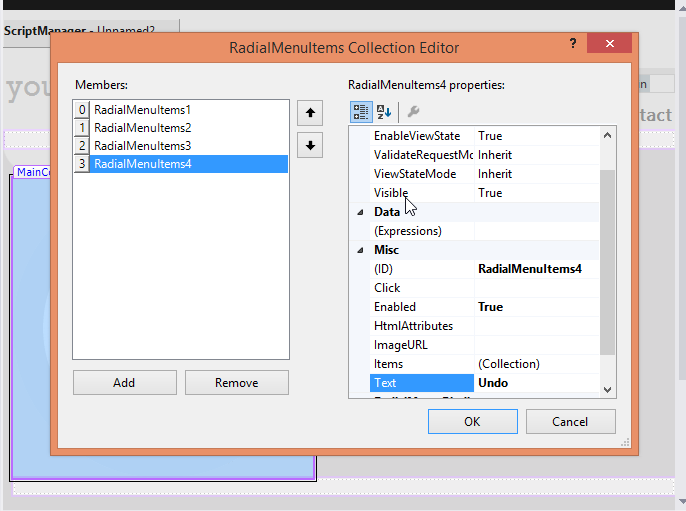 ScriptManager - Unnamed2
RadialMenuItems Collection Editor
?
you
Members:
RadialMenuItems4 properties:
0 RadialMenuItems1
1 RadialMenuItems2
2 RadialMenuItems3
3 RadialMenuItems4
EnableViewState True
ValidateRequestMo Inherit
ViewStateMode Inherit
Visible True
Data
(Expressions)
Misc
(ID) RadialMenuItems4
Click
Enabled True
HtmlAttributes
ImageURL
Items (Collection)
Text Undo
Add
Remove
OK
Cancel
MainCo
in
tact